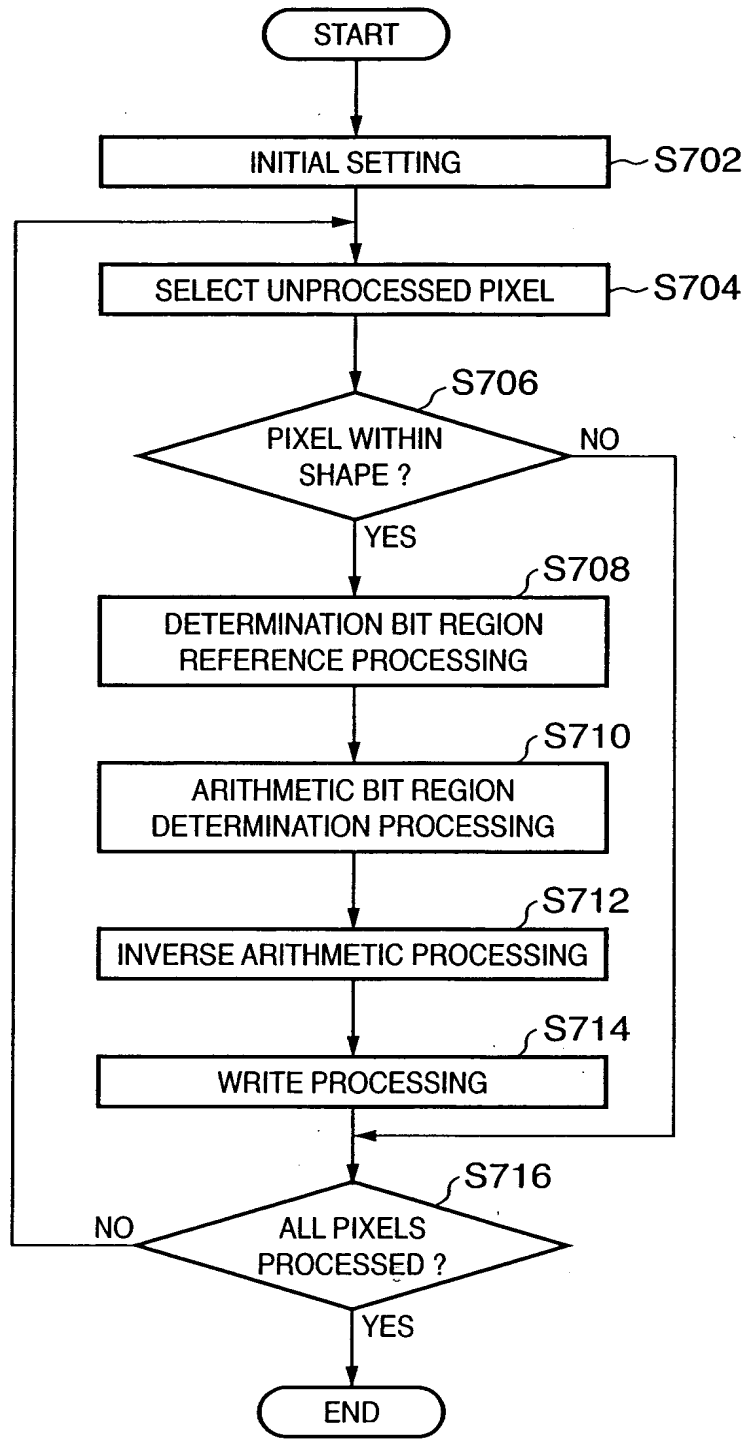 START
INITIAL SETTING
S702
SELECT UNPROCESSED PIXEL
S704
S706
PIXEL WITHIN
SHAPE ?
NO
YES
S708
DETERMINATION BIT REGION
REFERENCE PROCESSING
S710
ARITHMETIC BIT REGION
DETERMINATION PROCESSING
S712
INVERSE ARITHMETIC PROCESSING
S714
WRITE PROCESSING
S716
NO
ALL PIXELS
PROCESSED ?
YES
END